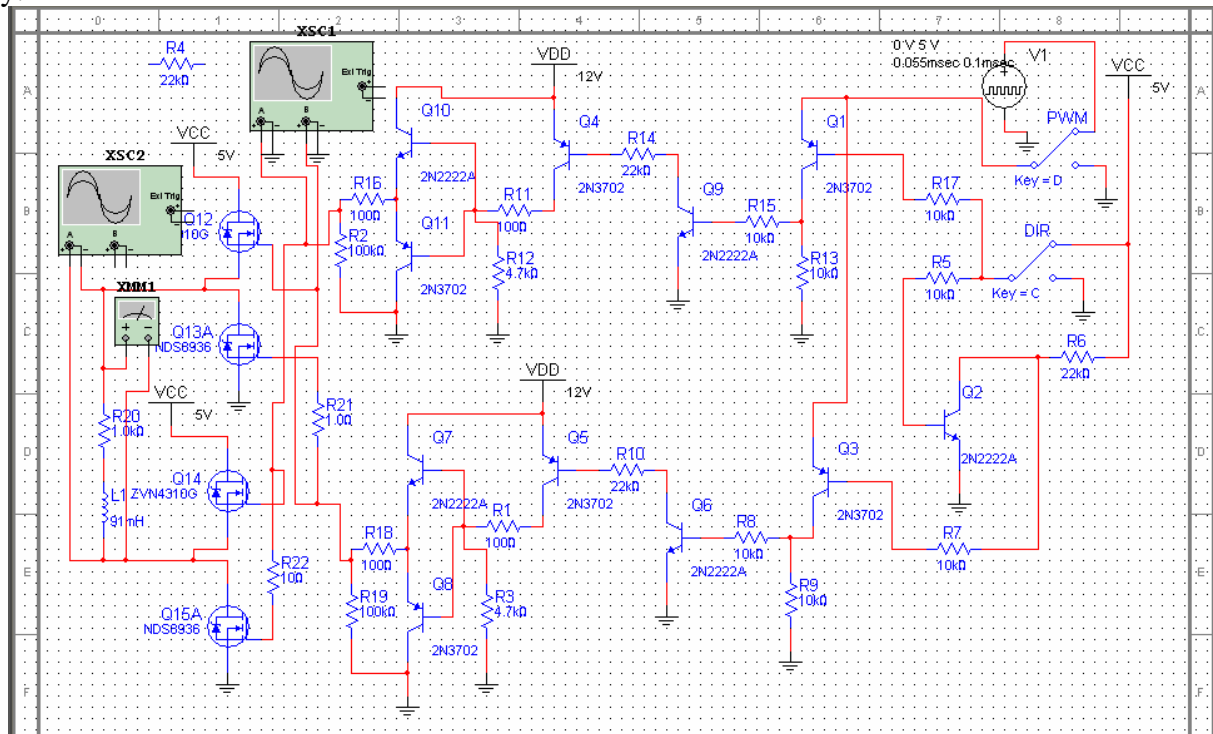 y.
0 1 2 3 4 5 6 7 8
XSC1
R4
22kΩ
Ext Trig
A B
VDD
12V
0 V 5 V
0.055msec 0.1msec
V1
VCC
5V
A
A
Q10
2N2222A
Q4
2N3702
R14
22kΩ
Q1
2N3702
PWM
Key = D
VCC
5V
XSC2
Ext Trig
A B
Q12
10G
R16
100Ω
R2
100kΩ
Q11
2N3702
R11
100Ω
R12
4.7kΩ
Q9
2N2222A
R15
10kΩ
R13
10kΩ
R17
10kΩ
DIR
R5
10kΩ
Key = C
B
B
Q13A
NDS8936
C
C
R6
22kΩ
VCC
5V
VDD
12V
R20
1.0kΩ
R21
1.0Ω
Q7
2N2222A
Q5
2N3702
R10
22kΩ
Q3
2N3702
Q2
2N2222A
D
D
Q14
ZVN4310G
L1
91mH
R1
100Ω
Q6
2N2222A
R8
10kΩ
R7
10kΩ
R18
100Ω
R22
10Ω
R19
100kΩ
Q8
2N3702
R3
4.7kΩ
R9
10kΩ
E
E
Q15A
NDS8936
F
F